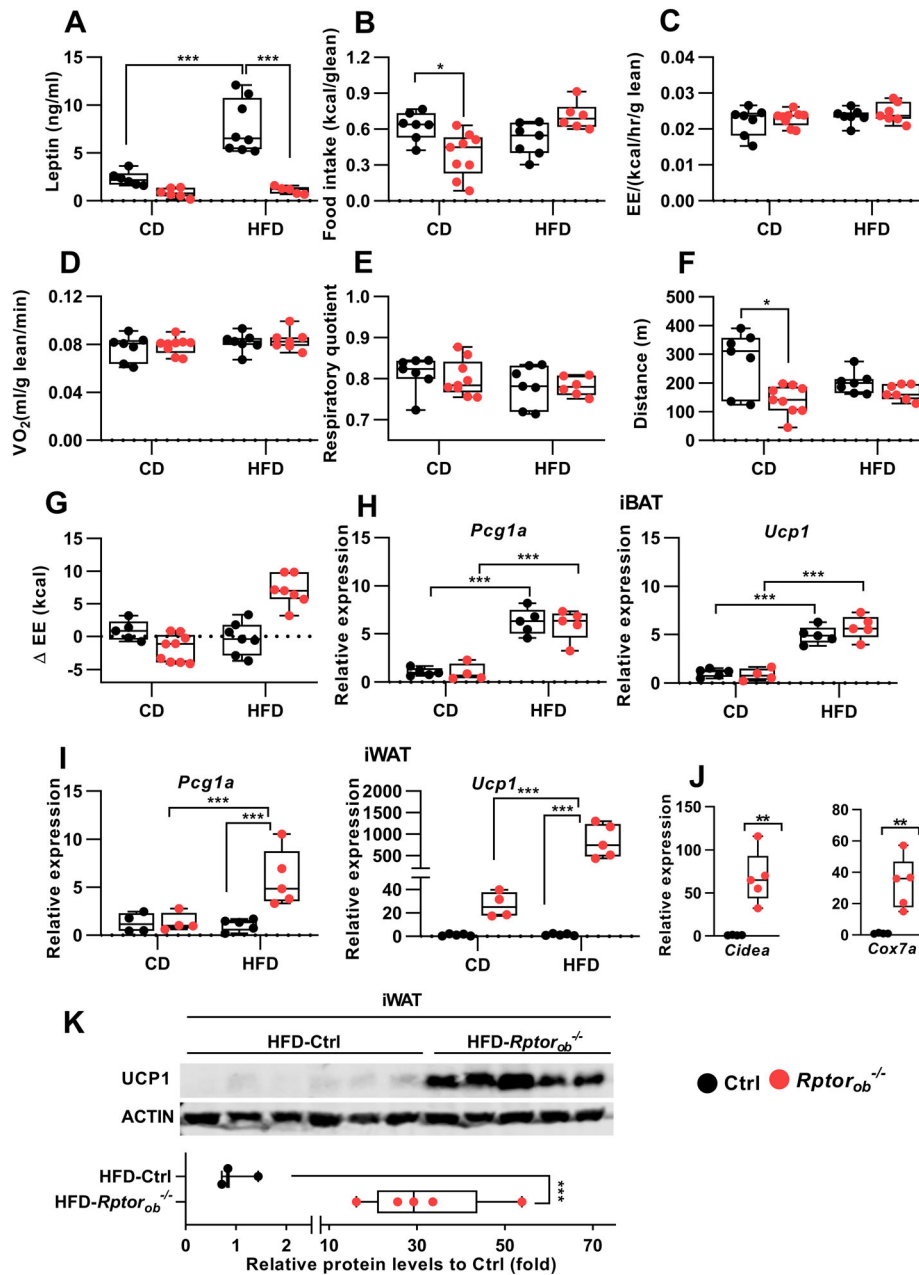 A
Leptin (ng/ml)
15
10
5
0
***
***
CD
HFD
B
Food intake (kcal/glean)
1.2
0.9
0.6
0.3
0.0
*
CD
HFD
C
EE/(kcal/hr/g lean)
0.04
0.03
0.02
0.01
0.00
CD
HFD
D
VO2(ml/g lean/min)
0.12
0.08
0.04
0.00
CD
HFD
E
Respiratory quotient
1.0
0.9
0.8
0.7
CD
HFD
F
Distance (m)
500
400
300
200
100
0
*
CD
HFD
G
Δ EE (kcal)
15
10
5
0
-5
CD
HFD
H
iBAT
Pcg1a
Relative expression
15
10
5
0
***
***
CD
HFD
Ucp1
Relative expression
15
10
5
0
***
***
CD
HFD
I
iWAT
Pcg1a
Relative expression
15
10
5
0
***
***
CD
HFD
Ucp1
Relative expression
2000
1500
1000
500
40
20
0
***
***
CD
HFD
J
Relative expression
150
100
50
0
**
Cidea
80
60
40
20
0
**
Cox7a
K
iWAT
HFD-Ctrl
HFD-Rptorob-/-
UCP1
ACTIN
Ctrl
Rptorob-/-
HFD-Ctrl
HFD-Rptorob-/-
***
0 1 2 10 30 50 70
Relative protein levels to Ctrl (fold)